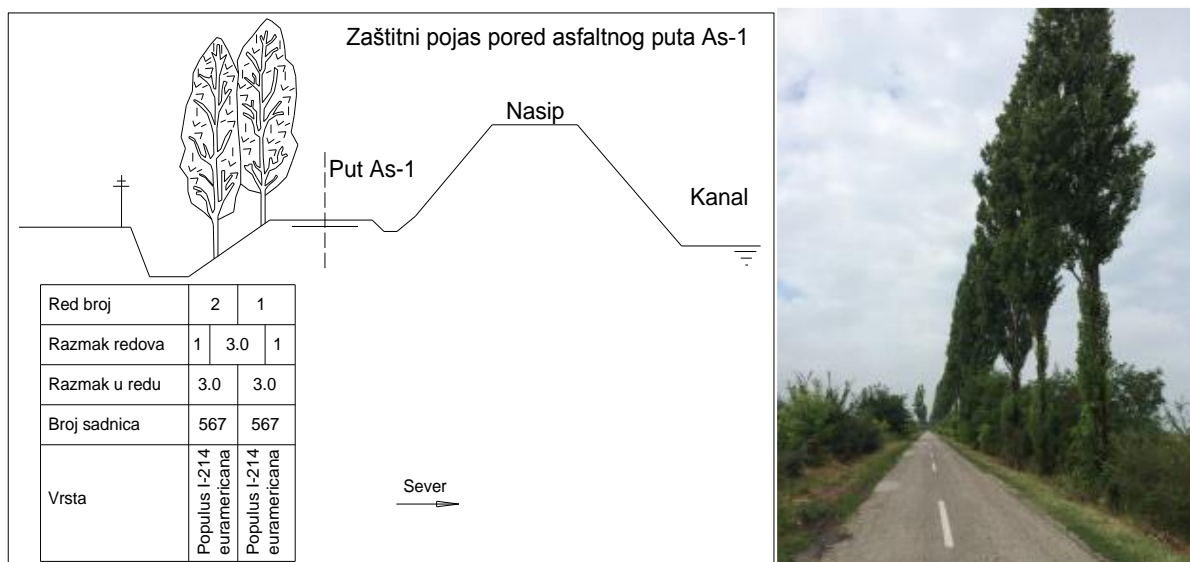 Zaštitni pojas pored asfaltnog puta As-1
Nasip
Put As-1
Kanal
Red broj 2 1
Razmak redova 1 3.0 1
Razmak u redu 3.0 3.0
Broj sadnica 567 567
Vrsta Populus I-214 euramericana Populus I-214 euramericana
Sever